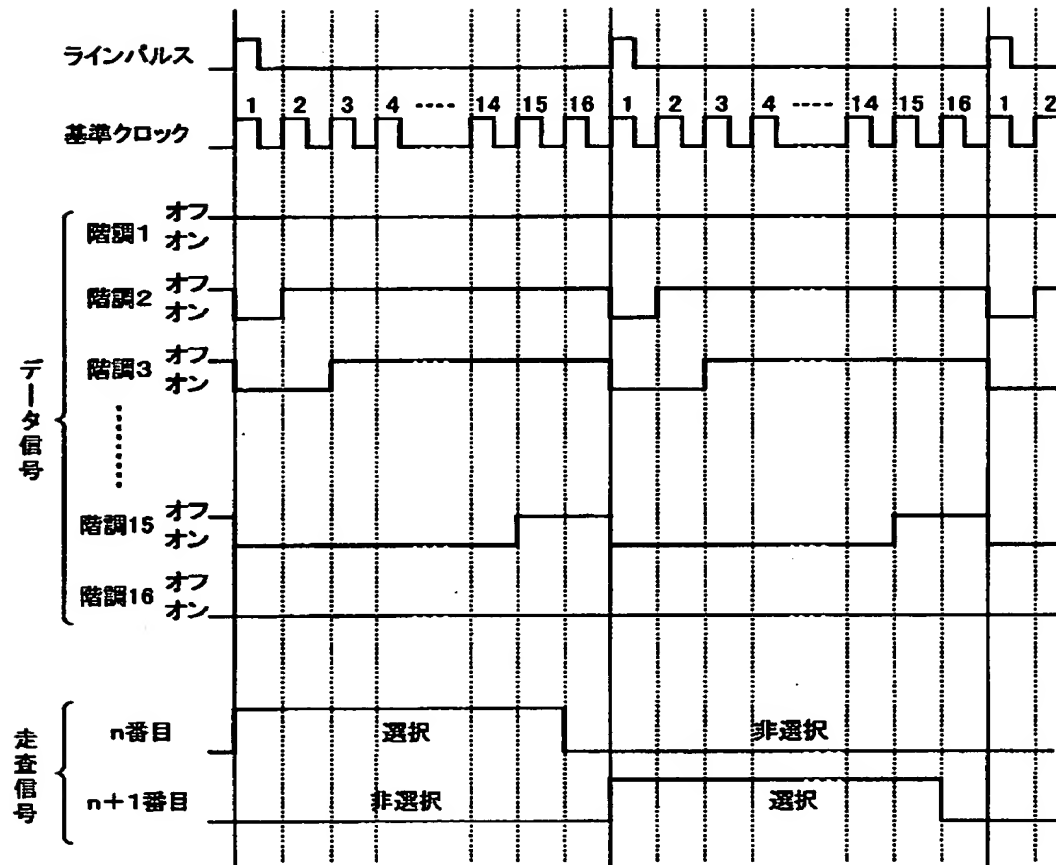 ラインパルス
1 2 3 4 ---- 14 15 16 1 2 3 4 ---- 14 15 16 1 2
基準クロック
データ信号
階調1 オフ オン
階調2 オフ オン
階調3 オフ オン
階調15 オフ オン
階調16 オフ オン
走査信号
n番目 選択 非選択
n+1番目 非選択 選択